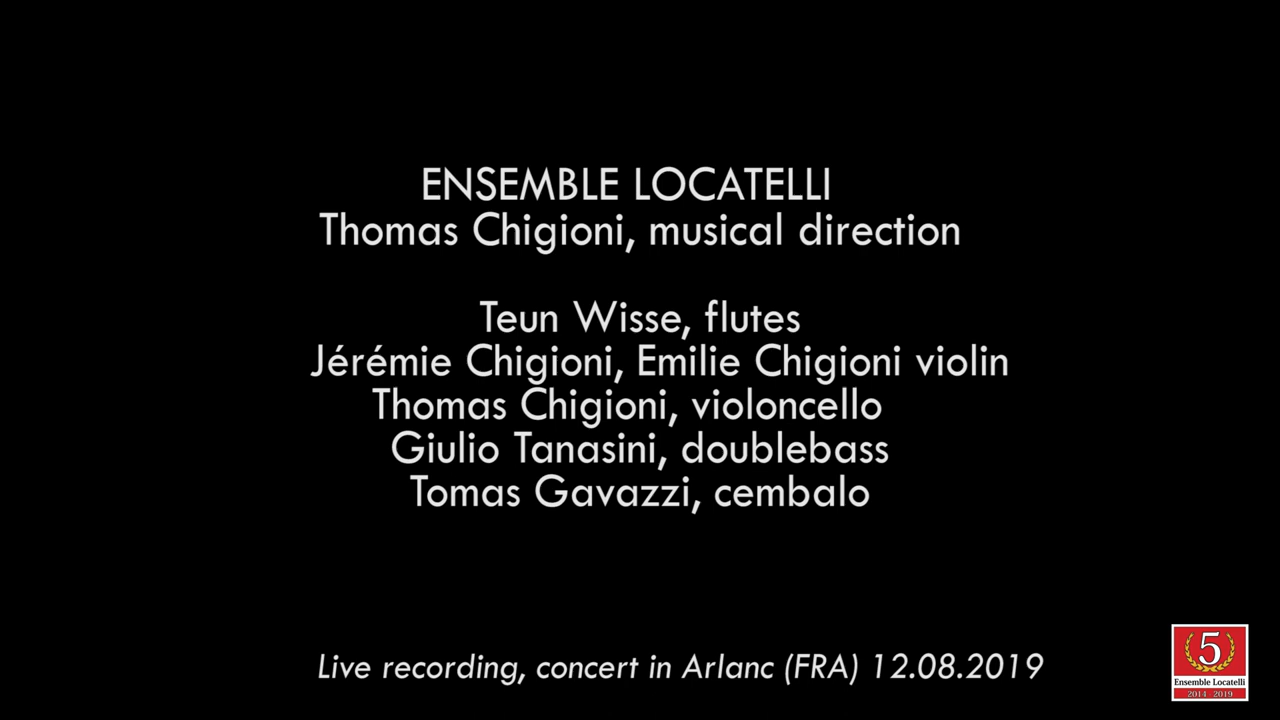 ENSEMBLE LOCATELLI
Thomas Chigioni, musical direction
Teun Wisse, flutes
Jérémie Chigioni, Emilie Chigioni violin
Thomas Chigioni, violoncello
Giulio Tanasini, doublebass
Tomas Gavazzi, cembalo
Live recording, concert in Arlanc (FRA) 12.08.2019
5
Ensemble Locatelli
2014 - 2019